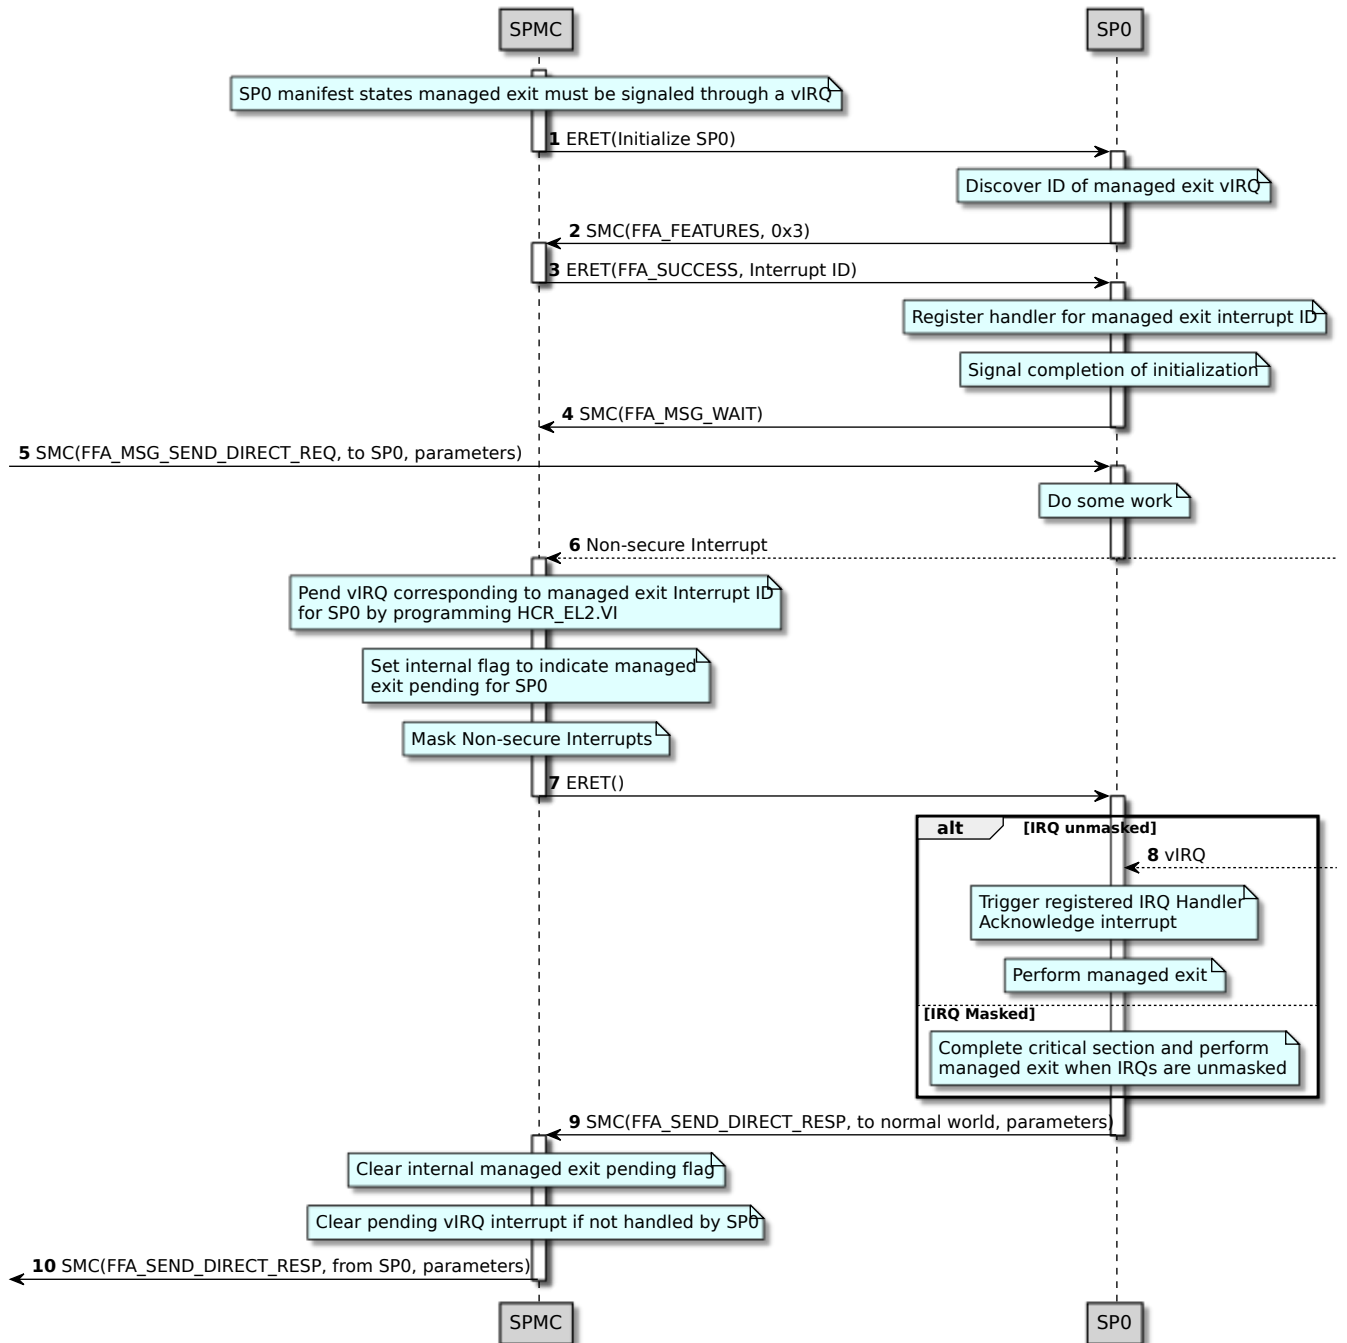 SPMC
SP0
SP0 manifest states managed exit must be signaled through a vIRQ
1 ERET(Initialize SP0)
Discover ID of managed exit vIRQ
2 SMC(FFA_FEATURES, 0x3)
3 ERET(FFA_SUCCESS, Interrupt ID)
Register handler for managed exit interrupt ID
Signal completion of initialization
4 SMC(FFA_MSG_WAIT)
5 SMC(FFA_MSG_SEND_DIRECT_REQ, to SP0, parameters)
Do some work
6 Non-secure Interrupt
Pend vIRQ corresponding to managed exit Interrupt ID
for SP0 by programming HCR_EL2.VI
Set internal flag to indicate managed
exit pending for SP0
Mask Non-secure Interrupts
7 ERET()
alt [IRQ unmasked]
8 vIRQ
Trigger registered IRQ Handler
Acknowledge interrupt
Perform managed exit
[IRQ Masked]
Complete critical section and perform
managed exit when IRQs are unmasked
9 SMC(FFA_SEND_DIRECT_RESP, to normal world, parameters)
Clear internal managed exit pending flag
Clear pending vIRQ interrupt if not handled by SP0
10 SMC(FFA_SEND_DIRECT_RESP, from SP0, parameters)
SPMC
SP0